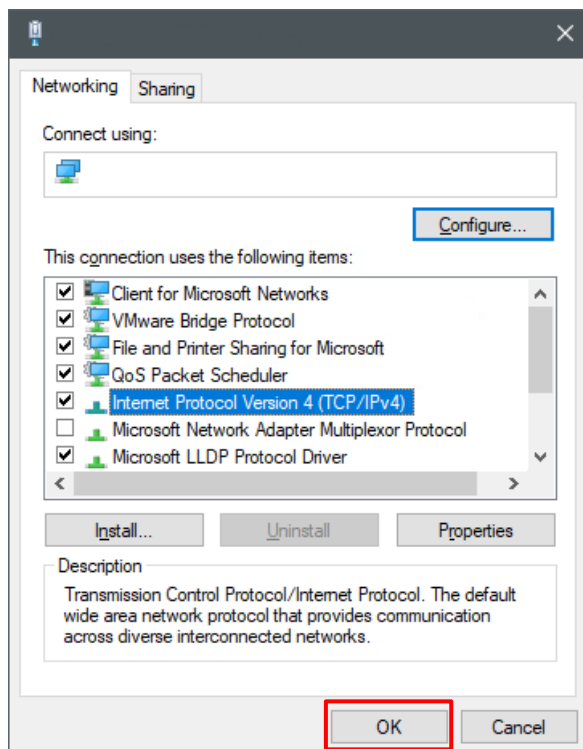 Networking
Sharing
Connect using:
Configure...
This connection uses the following items:
Client for Microsoft Networks
VMware Bridge Protocol
File and Printer Sharing for Microsoft
QoS Packet Scheduler
Internet Protocol Version 4 (TCP/IPv4)
Microsoft Network Adapter Multiplexor Protocol
Microsoft LLDP Protocol Driver
Install...
Uninstall
Properties
Description
Transmission Control Protocol/Internet Protocol. The default
wide area network protocol that provides communication
across diverse interconnected networks.
OK
Cancel